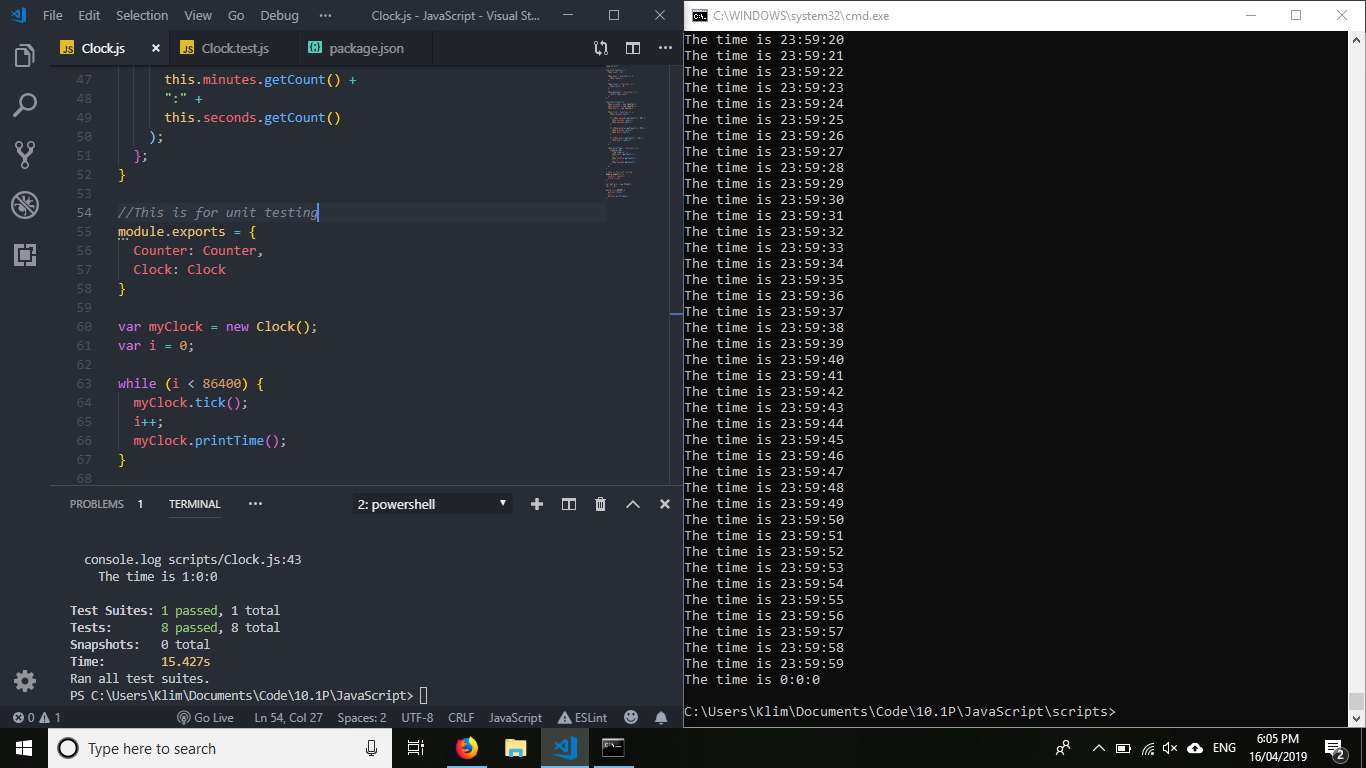 File Edit Selection View Go Debug ··· Clock.js - JavaScript - Visual St...
JS Clock.js × JS Clock.test.js package.json
47 this.minutes.getCount() +
48 ":" +
49 this.seconds.getCount()
50 );
51 };
52 }
53
54 //This is for unit testing
55 module.exports = {
56 Counter: Counter,
57 Clock: Clock
58 }
59
60 var myClock = new Clock();
61 var i = 0;
62
63 while (i < 86400) {
64 myClock.tick();
65 i++;
66 myClock.printTime();
67 }
68
PROBLEMS 1 TERMINAL ··· 2: powershell
console.log scripts/Clock.js:43
The time is 1:0:0
Test Suites: 1 passed, 1 total
Tests: 8 passed, 8 total
Snapshots: 0 total
Time: 15.427s
Ran all test suites.
PS C:\Users\Klim\Documents\Code\10.1P\JavaScript>
0 1 Go Live Ln 54, Col 27 Spaces: 2 UTF-8 CRLF JavaScript ESLint
C:\WINDOWS\system32\cmd.exe
The time is 23:59:20
The time is 23:59:21
The time is 23:59:22
The time is 23:59:23
The time is 23:59:24
The time is 23:59:25
The time is 23:59:26
The time is 23:59:27
The time is 23:59:28
The time is 23:59:29
The time is 23:59:30
The time is 23:59:31
The time is 23:59:32
The time is 23:59:33
The time is 23:59:34
The time is 23:59:35
The time is 23:59:36
The time is 23:59:37
The time is 23:59:38
The time is 23:59:39
The time is 23:59:40
The time is 23:59:41
The time is 23:59:42
The time is 23:59:43
The time is 23:59:44
The time is 23:59:45
The time is 23:59:46
The time is 23:59:47
The time is 23:59:48
The time is 23:59:49
The time is 23:59:50
The time is 23:59:51
The time is 23:59:52
The time is 23:59:53
The time is 23:59:54
The time is 23:59:55
The time is 23:59:56
The time is 23:59:57
The time is 23:59:58
The time is 23:59:59
The time is 0:0:0
C:\Users\Klim\Documents\Code\10.1P\JavaScript\scripts>
Type here to search
ENG
6:05 PM
16/04/2019
2